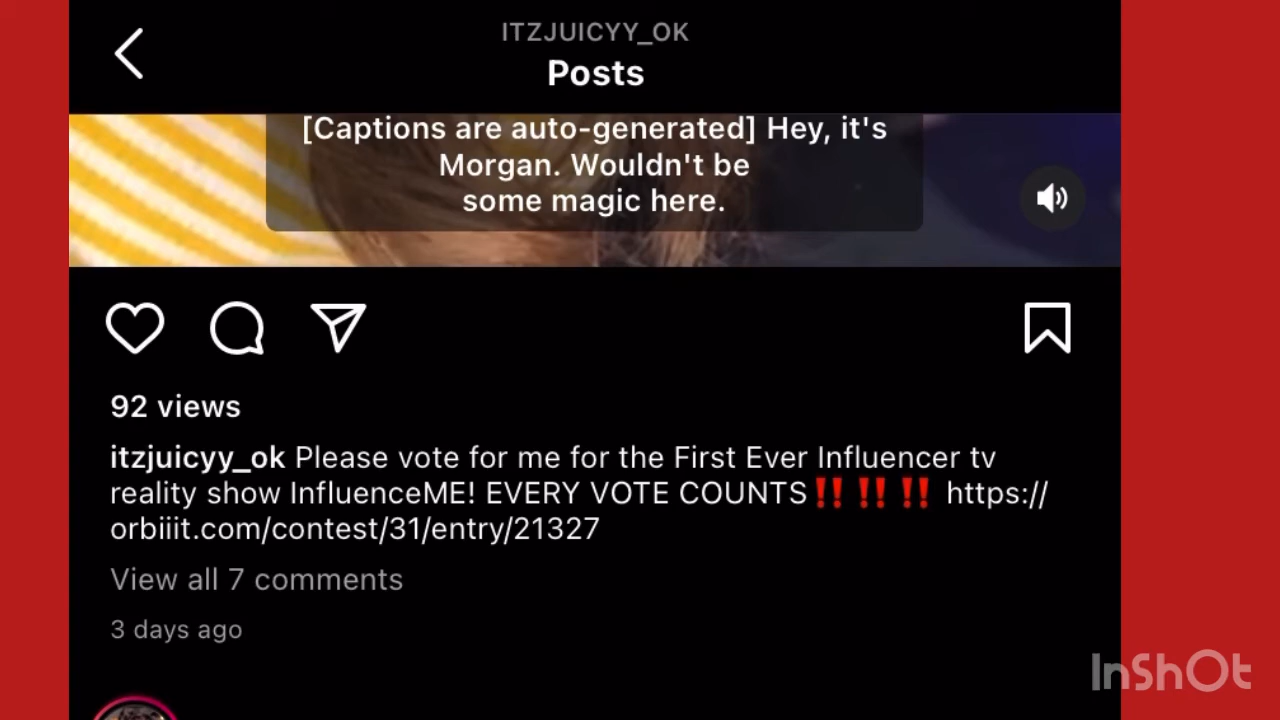 ITZJUICYY_OK
Posts
[Captions are auto-generated] Hey, it's
Morgan. Wouldn't be
some magic here.
92 views
itzjuicyy_ok Please vote for me for the First Ever Influencer tv
reality show InfluenceME! EVERY VOTE COUNTS‼️‼️‼️ https://
orbiiit.com/contest/31/entry/21327
View all 7 comments
3 days ago
InShOt